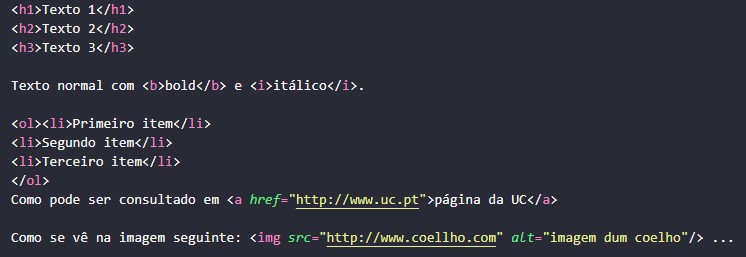 <h1>Texto 1</h1>
<h2>Texto 2</h2>
<h3>Texto 3</h3>
Texto normal com <b>bold</b> e <i>itálico</i>.
<ol><li>Primeiro item</li>
<li>Segundo item</li>
<li>Terceiro item</li>
</ol>
Como pode ser consultado em <a href="http://www.uc.pt">página da UC</a>
Como se vê na imagem seguinte: <img src="http://www.coellho.com" alt="imagem dum coelho"/> ...